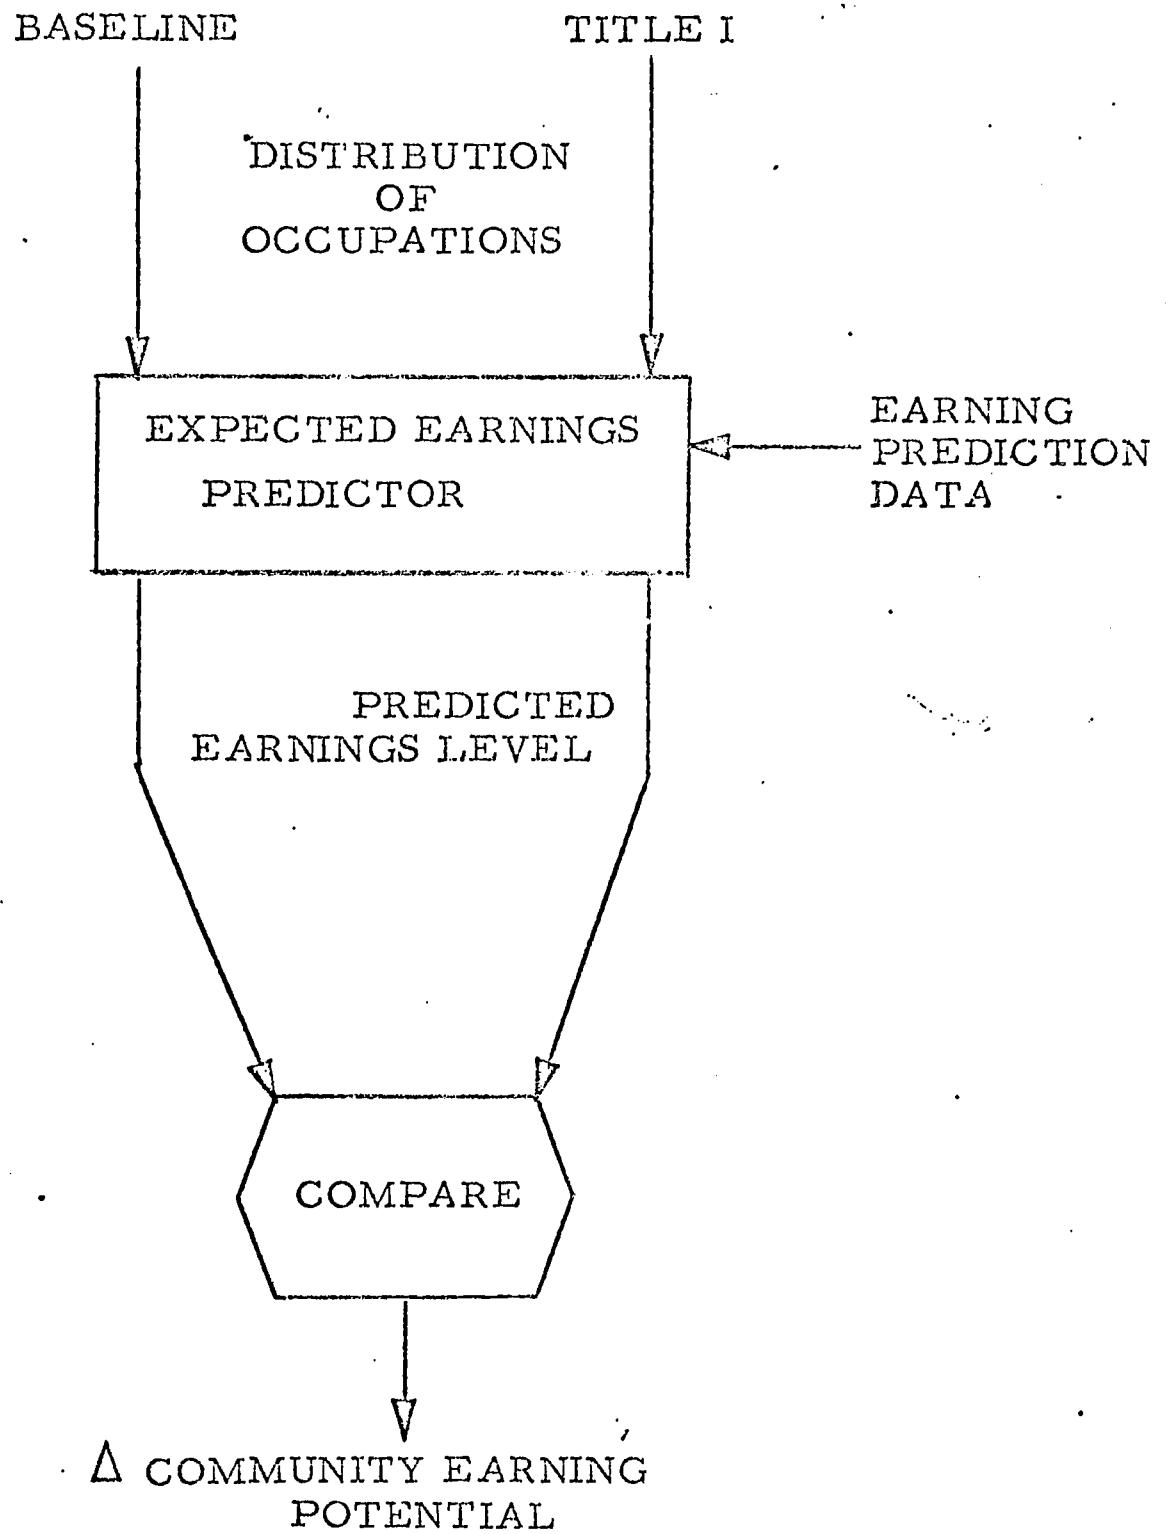 BASELINE
TITLE I
DISTRIBUTION
OF
OCCUPATIONS
EXPECTED EARNINGS
PREDICTOR
EARNING
PREDICTION
DATA
PREDICTED
EARNINGS LEVEL
COMPARE
Δ COMMUNITY EARNING
POTENTIAL